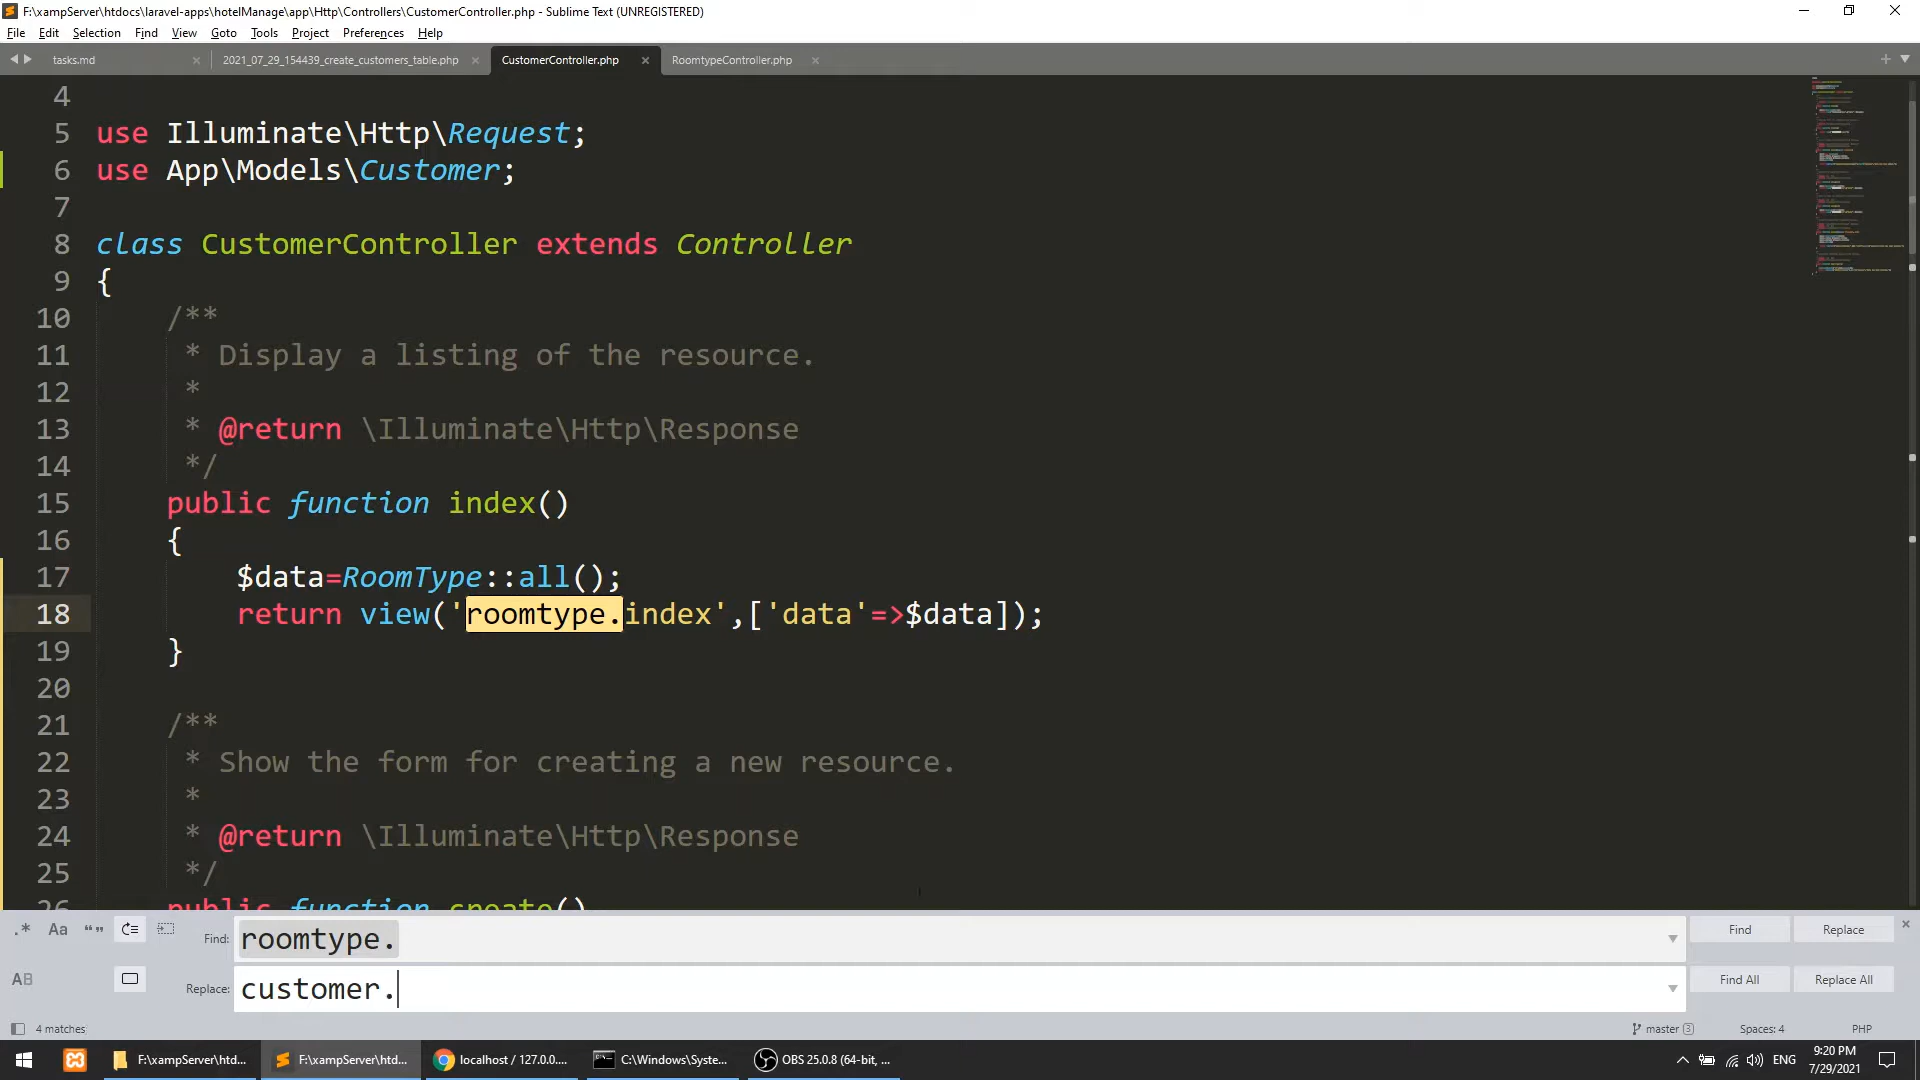 F:\xampServer\htdocs\laravel-apps\hotelManage\app\Http\Controllers\CustomerController.php - Sublime Text (UNREGISTERED)
File Edit Selection Find View Goto Tools Project Preferences Help
tasks.md 2021_07_29_154439_create_customers_table.php CustomerController.php RoomtypeController.php
4
5 use Illuminate\Http\Request;
6 use App\Models\Customer;
7
8 class CustomerController extends Controller
9 {
10 /**
11 * Display a listing of the resource.
12 *
13 * @return \Illuminate\Http\Response
14 */
15 public function index()
16 {
17 $data=RoomType::all();
18 return view('roomtype.index',['data'=>$data]);
19 }
20
21 /**
22 * Show the form for creating a new resource.
23 *
24 * @return \Illuminate\Http\Response
25 */
26 public function create()
.* Aa “” Find: roomtype. Find Replace
AB Replace: customer. Find All Replace All
4 matches master 3 Spaces: 4 PHP
F:\xampServer\htd... F:\xampServer\htd... localhost / 127.0.0.... C:\Windows\Syste... OBS 25.0.8 (64-bit, ... ENG 9:20 PM
7/29/2021